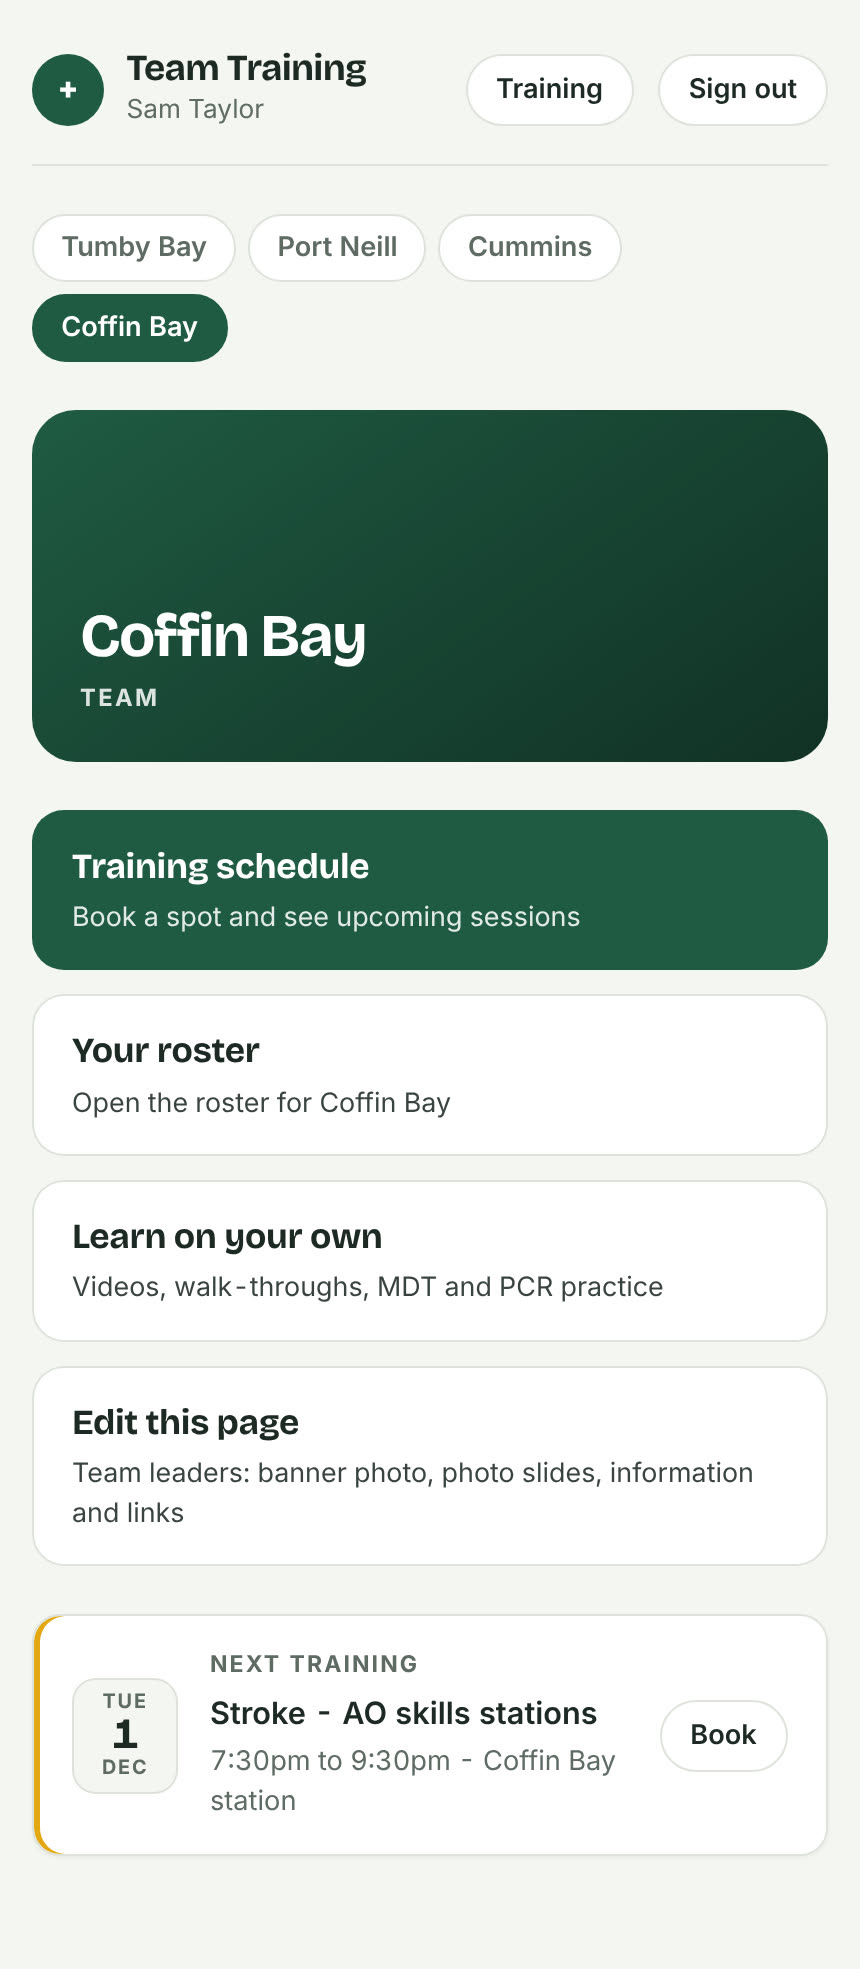 +
Team Training
Sam Taylor
Training
Sign out
Tumby Bay
Port Neill
Cummins
Coffin Bay
Coffin Bay
TEAM
Training schedule
Book a spot and see upcoming sessions
Your roster
Open the roster for Coffin Bay
Learn on your own
Videos, walk-throughs, MDT and PCR practice
Edit this page
Team leaders: banner photo, photo slides, information
and links
TUE
1
DEC
NEXT TRAINING
Stroke - AO skills stations
7:30pm to 9:30pm - Coffin Bay
station
Book